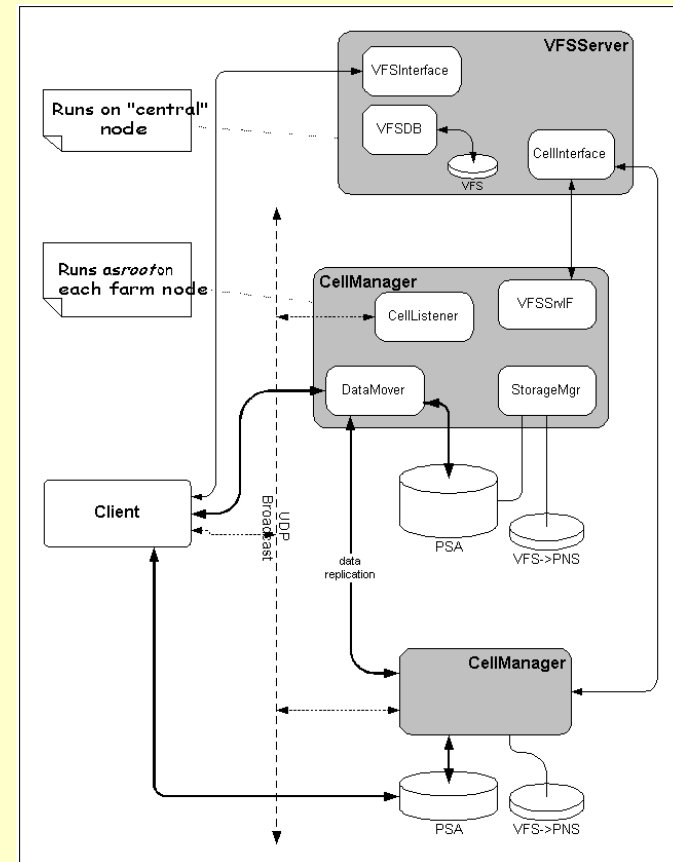 VFSServer
VFSInterface
Runs on "central"
node
VFSDB
CellInterface
VFS
Runs asrooton
each farm node
CellManager
CellListener
VFSSrvIF
DataMover
StorageMgr
Client
UDP
Broadcast
PSA
VFS->PNS
data
replication
CellManager
PSA
VFS->PNS